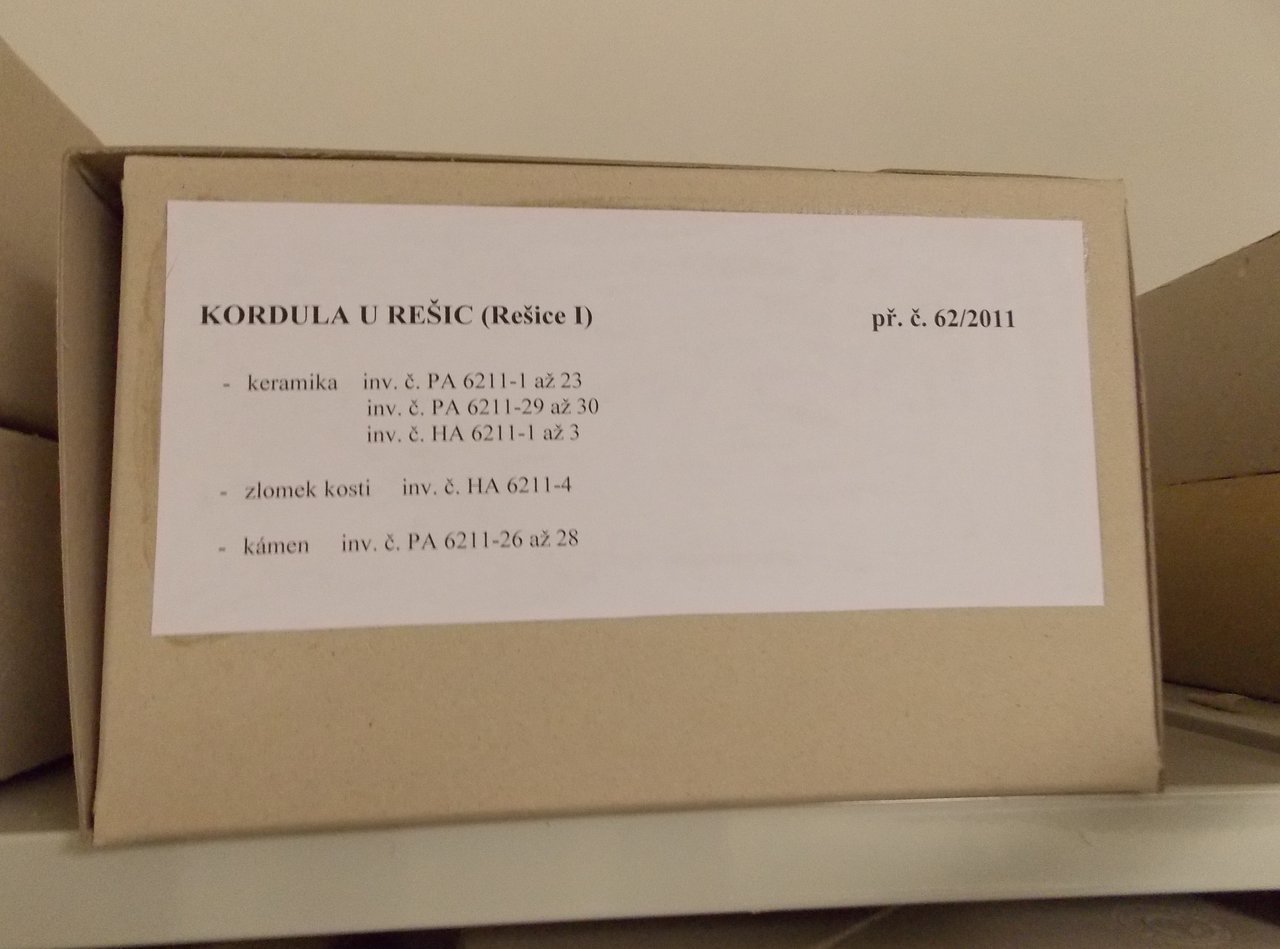 KORDULA U REŠIC (Rešice I) př. č. 62/2011
- keramika inv. č. PA 6211-1 až 23
inv. č. PA 6211-29 až 30
inv. č. HA 6211-1 až 3
- zlomek kosti inv. č. HA 6211-4
- kámen inv. č. PA 6211-26 až 28